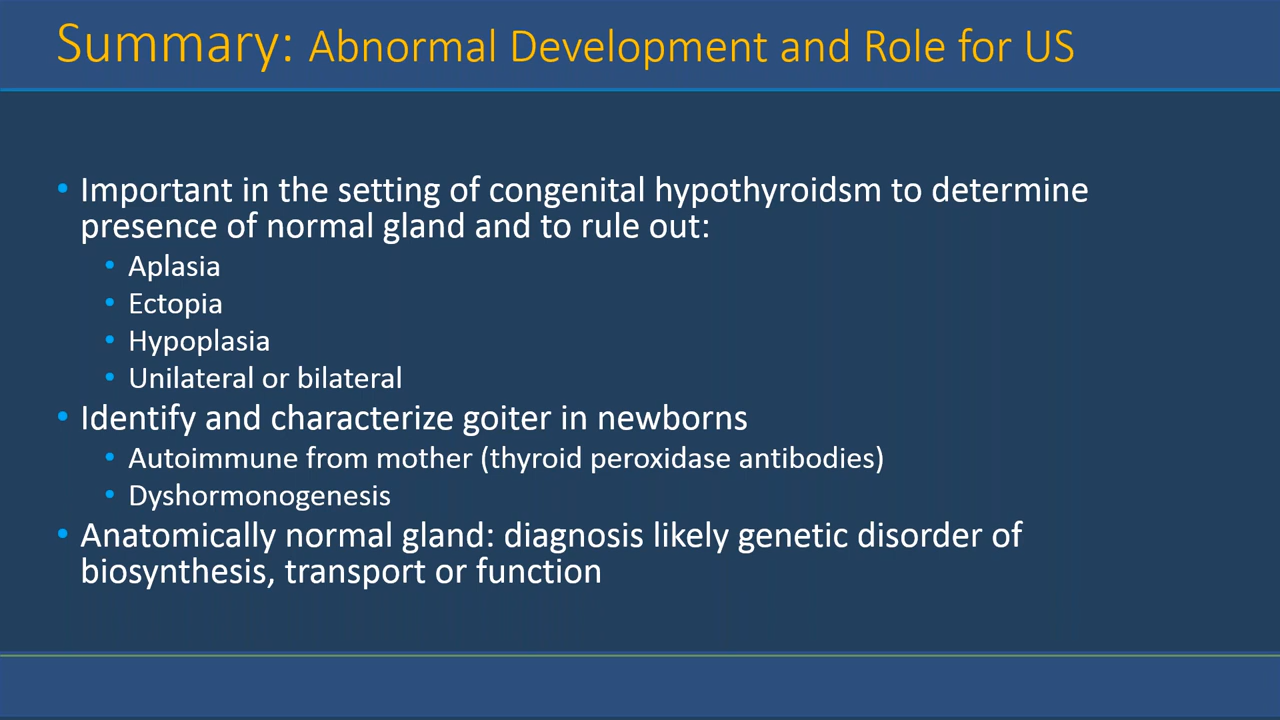 Summary: Abnormal Development and Role for US
• Important in the setting of congenital hypothyroidsm to determine
presence of normal gland and to rule out:
• Aplasia
• Ectopia
• Hypoplasia
• Unilateral or bilateral
• Identify and characterize goiter in newborns
• Autoimmune from mother (thyroid peroxidase antibodies)
• Dyshormonogenesis
• Anatomically normal gland: diagnosis likely genetic disorder of
biosynthesis, transport or function